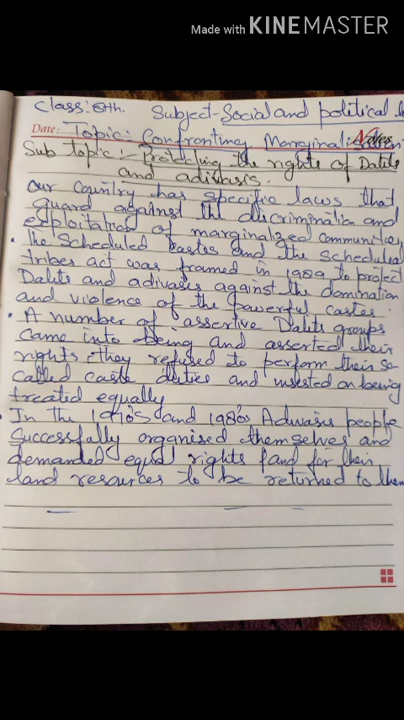 Made with KINEMASTER
Class: 8th. Subject-Social and political
Date: Topic: Confronting Marginalisation
Sub topic:- Protecting the rights of Dalits
and adivasis.
Our Country has specific laws that
guard against the discrimination and
exploitation of marginalised communities,
• The Scheduled Castes and the Scheduled
tribes act was framed in 1989 to protect
Dalits and adivasis against the domination
and violence of the powerful castes.
• A number of assertive Dalits groups
Came into being and asserted their
rights, they refused to perform their so
Called caste duties and insisted on being
treated equally
• In the 1970's and 1980s Adivasis people
Successfully organised themselves and
demanded equal rights and for their
land resources to be returned to them